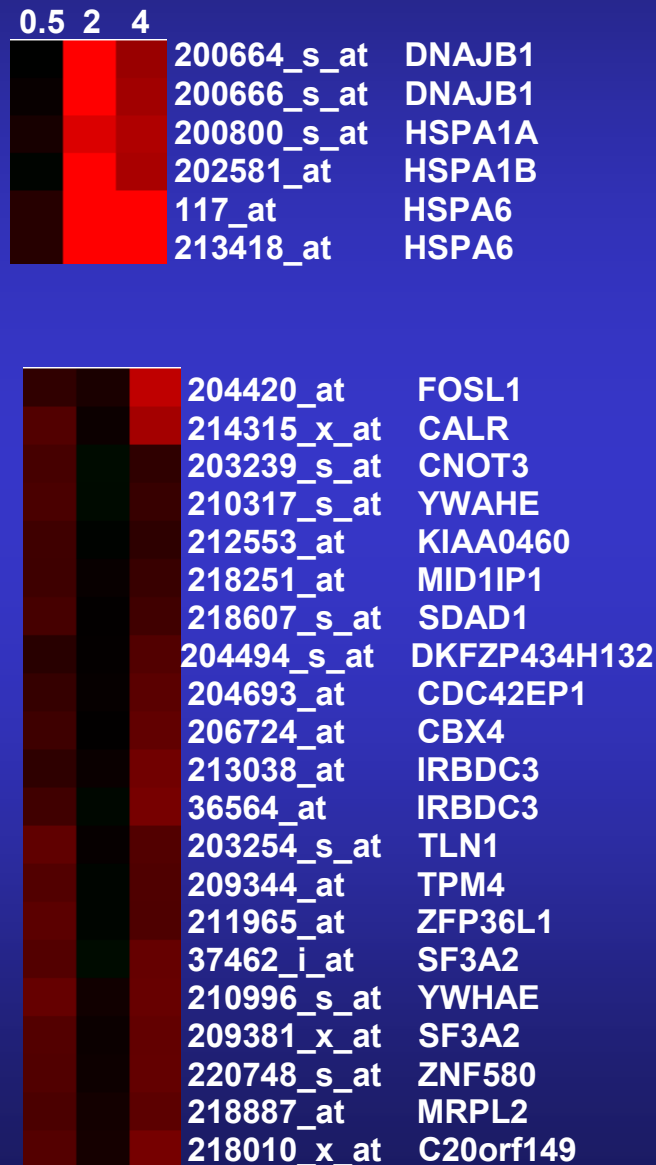 0.5 2 4
200664_s_at DNAJB1
200666_s_at DNAJB1
200800_s_at HSPA1A
202581_at HSPA1B
117_at HSPA6
213418_at HSPA6
204420_at FOSL1
214315_x_at CALR
203239_s_at CNOT3
210317_s_at YWAHE
212553_at KIAA0460
218251_at MID1IP1
218607_s_at SDAD1
204494_s_at DKFZP434H132
204693_at CDC42EP1
206724_at CBX4
213038_at IRBDC3
36564_at IRBDC3
203254_s_at TLN1
209344_at TPM4
211965_at ZFP36L1
37462_i_at SF3A2
210996_s_at YWHAE
209381_x_at SF3A2
220748_s_at ZNF580
218887_at MRPL2
218010_x_at C20orf149